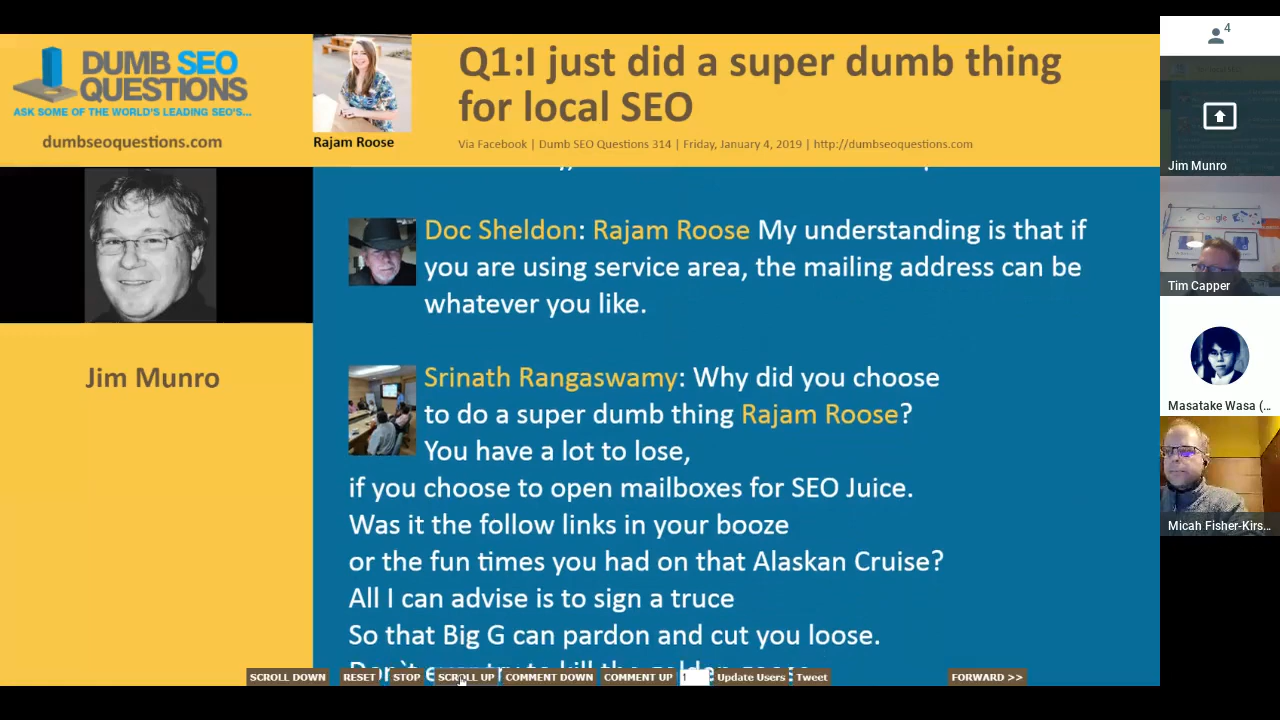 DUMB SEO
QUESTIONS
ASK SOME OF THE WORLD'S LEADING SEO'S...
dumbseoquestions.com
Rajam Roose
Q1:I just did a super dumb thing
for local SEO
Via Facebook | Dumb SEO Questions 314 | Friday, January 4, 2019 | http://dumbseoquestions.com
Jim Munro
Doc Sheldon: Rajam Roose My understanding is that if
you are using service area, the mailing address can be
whatever you like.
Srinath Rangaswamy: Why did you choose
to do a super dumb thing Rajam Roose?
You have a lot to lose,
if you choose to open mailboxes for SEO Juice.
Was it the follow links in your booze
or the fun times you had on that Alaskan Cruise?
All I can advise is to sign a truce
So that Big G can pardon and cut you loose.
SCROLL DOWN RESET STOP SCROLL UP COMMENT DOWN COMMENT UP 1 Update Users Tweet FORWARD >>
4
Jim Munro
Google
Tim Capper
Masatake Wasa (...
Micah Fisher-Kirs...